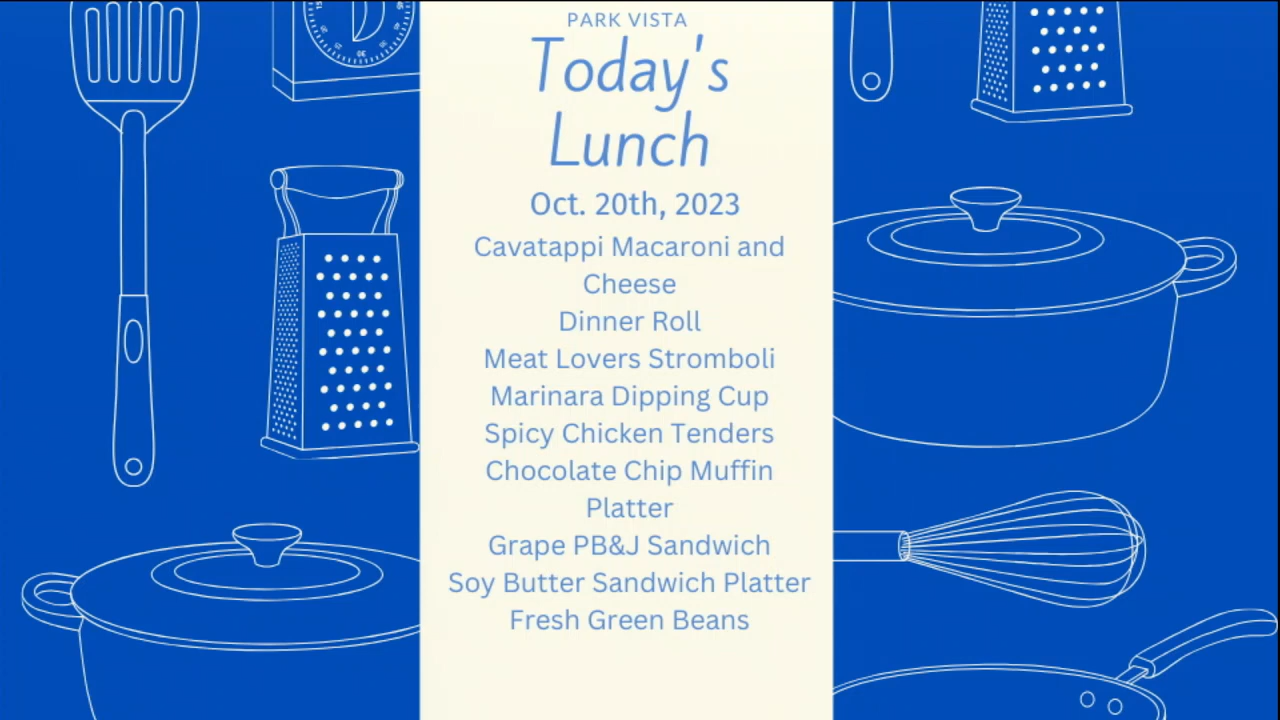 PARK VISTA
Today's
Lunch
Oct. 20th, 2023
Cavatappi Macaroni and
Cheese
Dinner Roll
Meat Lovers Stromboli
Marinara Dipping Cup
Spicy Chicken Tenders
Chocolate Chip Muffin
Platter
Grape PB&J Sandwich
Soy Butter Sandwich Platter
Fresh Green Beans